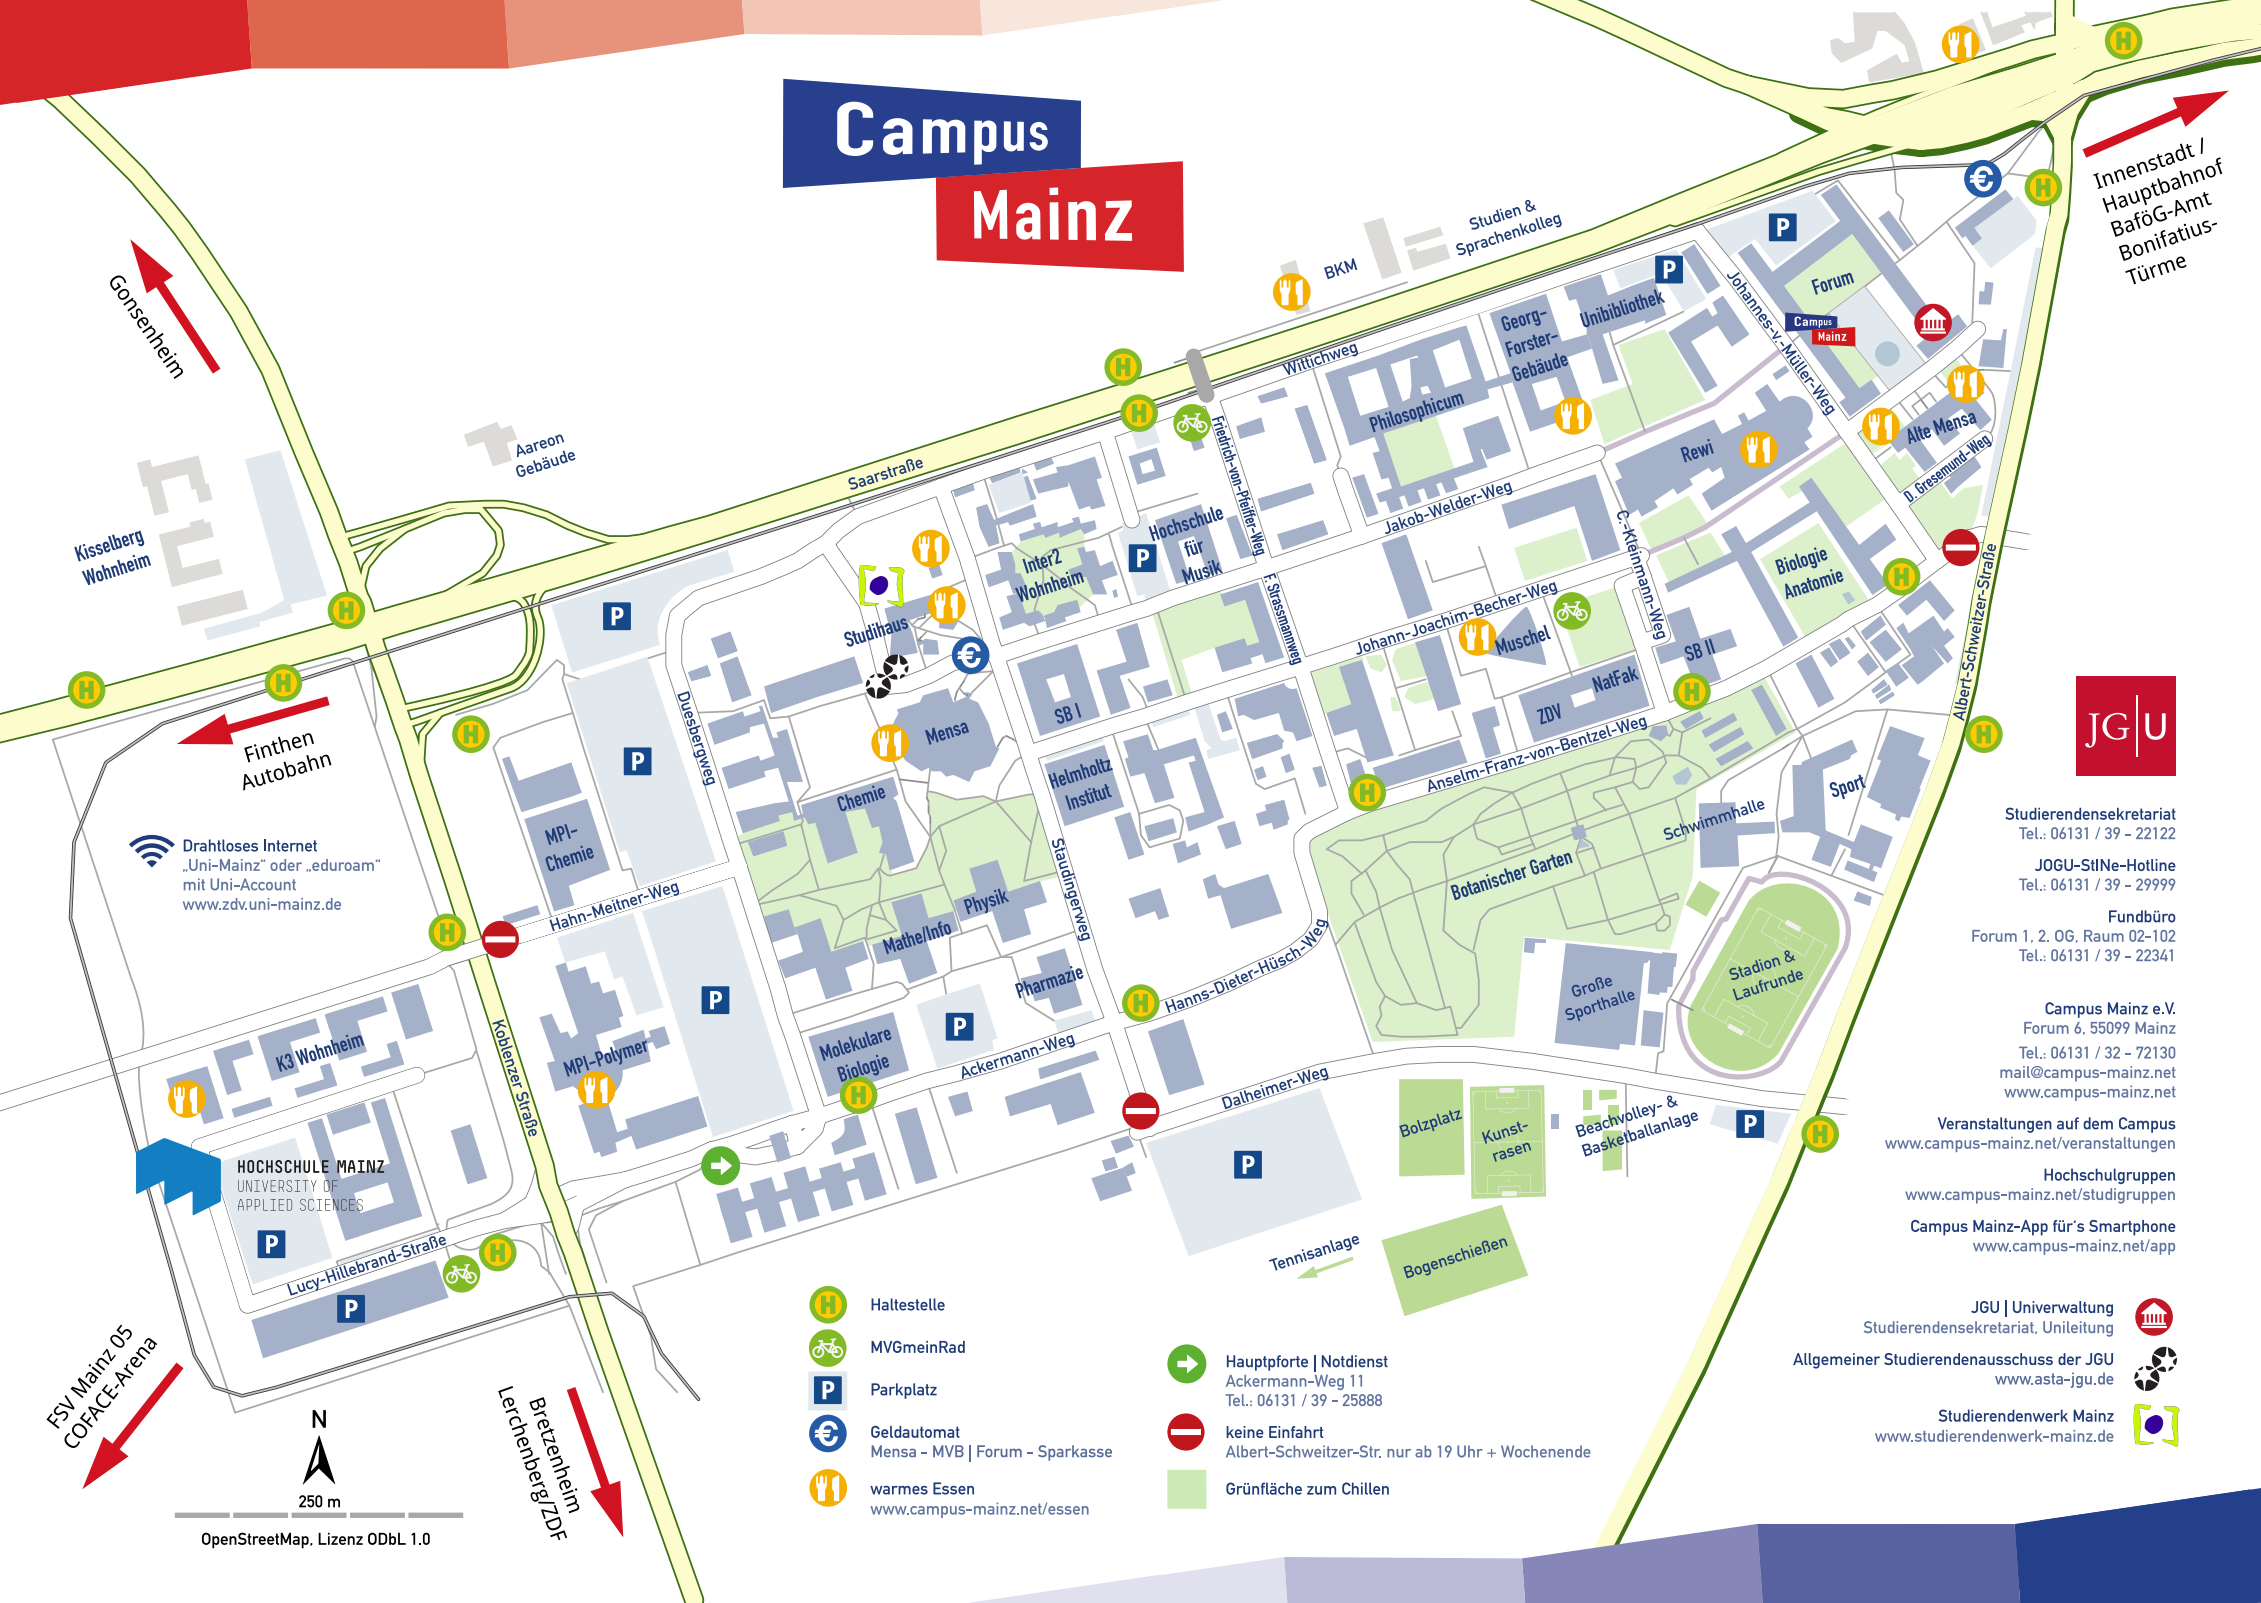 Campus
Mainz
Innenstadt /
Hauptbahnhof
BaföG-Amt
Bonifatius-
Türme
Gonsenheim
Studien &
Sprachenkolleg
BKM
Forum
Campus
Mainz
Johannes-v.-Müller-Weg
Unibibliothek
Georg-
Forster-
Gebäude
Wittichweg
Philosophicum
Alte Mensa
D. Gresemund-Weg
Rewi
Aareon
Gebäude
Saarstraße
Friedrich-von-Pfeiffer-Weg
Jakob-Welder-Weg
Kisselberg
Wohnheim
Hochschule
für
Musik
Inter2
Wohnheim
C.-Kleinmann-Weg
Biologie
Anatomie
F. Strassmannweg
Johann-Joachim-Becher-Weg
Muschel
SB II
Studihaus
Albert-Schweitzer-Straße
NatFak
ZDV
SB I
Mensa
Duesbergweg
Finthen
Autobahn
Anselm-Franz-von-Bentzel-Weg
Helmholtz
Institut
Chemie
Sport
Schwimmhalle
JG|U
MPI-
Chemie
Botanischer Garten
Staudingerweg
Drahtloses Internet
„Uni-Mainz“ oder „eduroam“
mit Uni-Account
www.zdv.uni-mainz.de
Hahn-Meitner-Weg
Physik
Mathe/Info
Pharmazie
Hanns-Dieter-Hüsch-Weg
Große
Sporthalle
Stadion &
Laufrunde
Studierendensekretariat
Tel.: 06131 / 39 - 22122
JOGU-StINe-Hotline
Tel.: 06131 / 39 - 29999
Fundbüro
Forum 1, 2. OG, Raum 02-102
Tel.: 06131 / 39 - 22341
Campus Mainz e.V.
Forum 6, 55099 Mainz
Tel.: 06131 / 32 - 72130
mail@campus-mainz.net
www.campus-mainz.net
Veranstaltungen auf dem Campus
www.campus-mainz.net/veranstaltungen
Hochschulgruppen
www.campus-mainz.net/studigruppen
Campus Mainz-App für‘s Smartphone
www.campus-mainz.net/app
K3 Wohnheim
Koblenzer Straße
MPI-Polymer
Molekulare
Biologie
Ackermann-Weg
Dalheimer-Weg
Bolzplatz
Kunst-
rasen
Beachvolley- &
Basketballanlage
HOCHSCHULE MAINZ
UNIVERSITY OF
APPLIED SCIENCES
Lucy-Hillebrand-Straße
Tennisanlage
Bogenschießen
FSV Mainz 05
COFACE-Arena
Bretzenheim
Lerchenberg/ZDF
N
250 m
OpenStreetMap, Lizenz ODbL 1.0
H Haltestelle
MVGmeinRad
P Parkplatz
€ Geldautomat
Mensa - MVB | Forum - Sparkasse
warmes Essen
www.campus-mainz.net/essen
Hauptpforte | Notdienst
Ackermann-Weg 11
Tel.: 06131 / 39 - 25888
keine Einfahrt
Albert-Schweitzer-Str. nur ab 19 Uhr + Wochenende
Grünfläche zum Chillen
JGU | Univerwaltung
Studierendensekretariat, Unileitung
Allgemeiner Studierendenausschuss der JGU
www.asta-jgu.de
Studierendenwerk Mainz
www.studierendenwerk-mainz.de